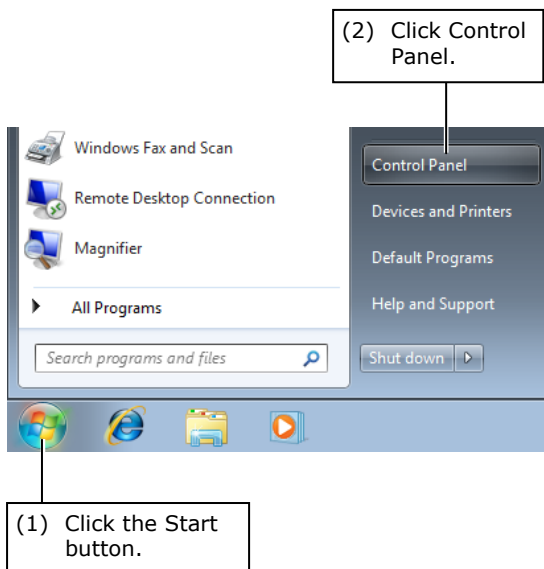 (2) Click Control
Panel.
Windows Fax and Scan
Remote Desktop Connection
Magnifier
All Programs
Search programs and files
Control Panel
Devices and Printers
Default Programs
Help and Support
Shut down
(1) Click the Start
button.